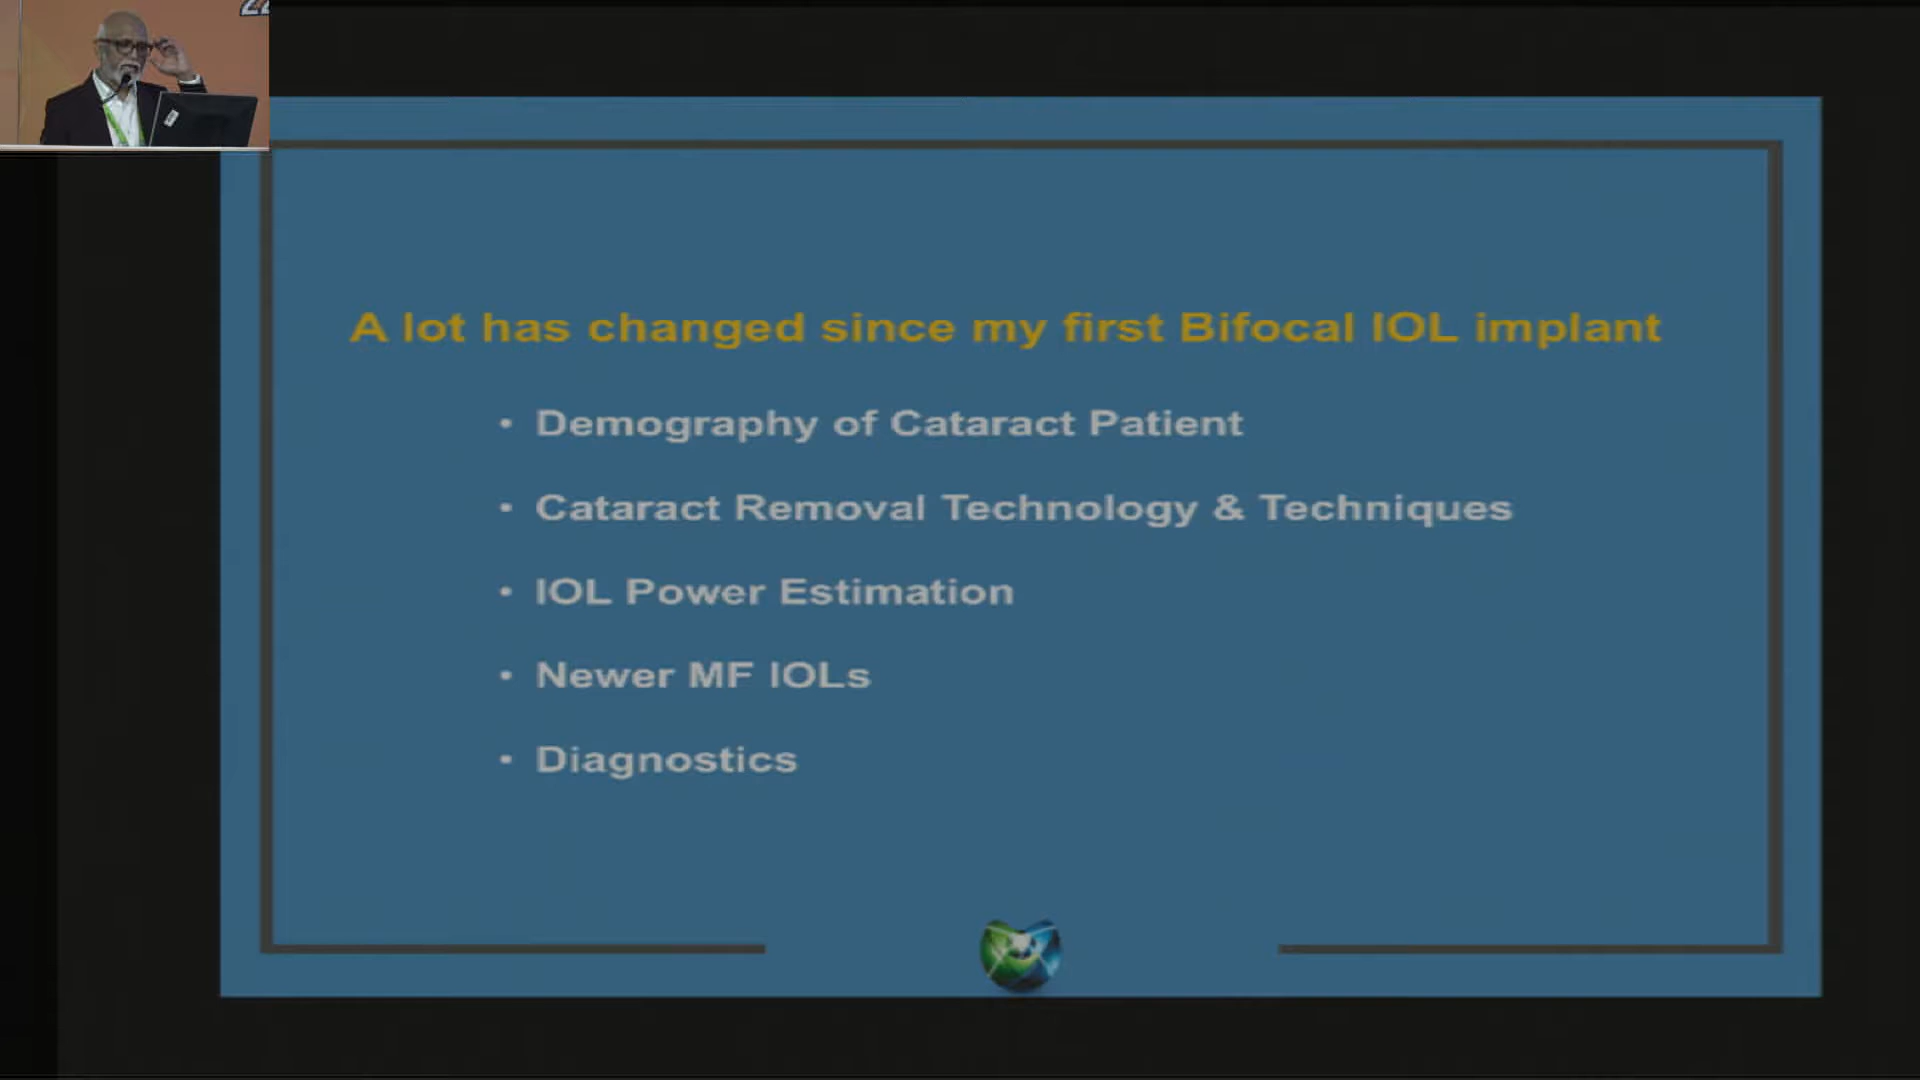 A lot has changed since my first Bifocal IOL implant
• Demography of Cataract Patient
• Cataract Removal Technology & Techniques
• IOL Power Estimation
• Newer MF IOLs
• Diagnostics